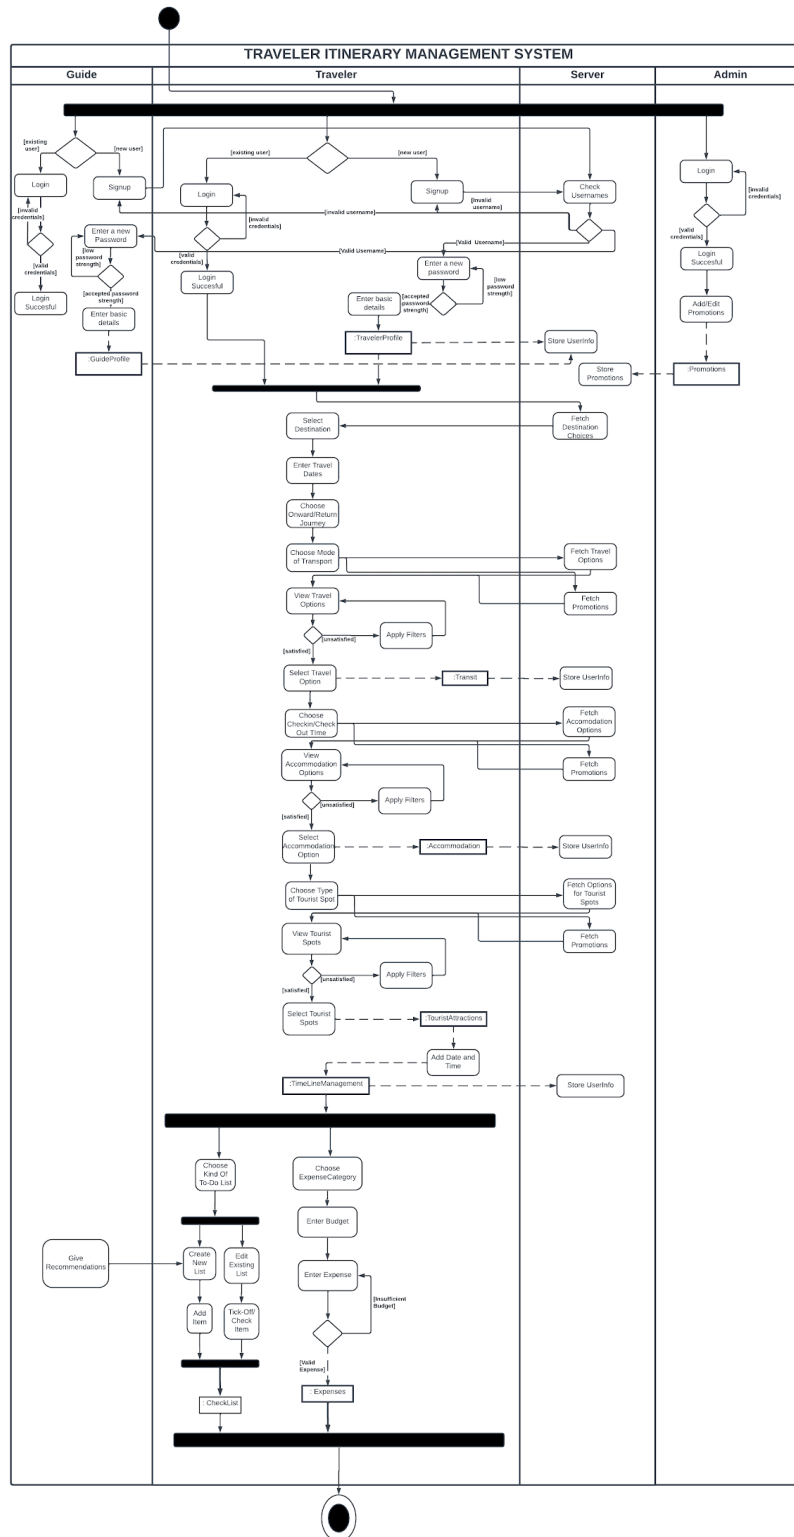 TRAVELER ITINERARY MANAGEMENT SYSTEM
Guide
Traveler
Server
Admin
[existing
user]
[new user]
Login
Signup
[invalid
credentials]
[valid
credentials]
Login
Succesful
Enter a new
Password
[low
password
strength]
[accepted password
strength]
Enter basic
details
:GuideProfile
[existing user]
[new user]
Login
[invalid
credentials]
[valid
credentials]
Login
Succesful
Signup
[Invalid
username]
[invalid username]
[Valid Username]
[Valid Username]
Enter a new
password
[low
password
strength]
[accepted
password
strength]
Enter basic
details
:TravelerProfile
Check
Usernames
Store UserInfo
Store
Promotions
Login
[invalid
credentials]
[valid
credentials]
Login
Succesful
Add/Edit
Promotions
:Promotions
Select
Destination
Fetch
Destination
Choices
Enter Travel
Dates
Choose
Onward/Return
Journey
Choose Mode
of Transport
Fetch Travel
Options
View Travel
Options
Fetch
Promotions
[unsatisfied]
Apply Filters
[satisfied]
Select Travel
Option
:Transit
Store UserInfo
Choose
Checkin/Check
Out Time
Fetch
Accomodation
Options
View
Accommodation
Options
Fetch
Promotions
[unsatisfied]
Apply Filters
[satisfied]
Select
Accommodation
Option
:Accommodation
Store UserInfo
Choose Type
of Tourist Spot
Fetch Options
for Tourist
Spots
View Tourist
Spots
Fetch
Promotions
[unsatisfied]
Apply Filters
[satisfied]
Select Tourist
Spots
:TouristAttractions
Add Date and
Time
:TimeLineManagement
Store UserInfo
Choose
Kind Of
To-Do List
Choose
ExpenseCategory
Enter Budget
Give
Recommendations
Create
New
List
Edit
Existing
List
Enter Expense
[Insufficient
Budget]
Add
Item
Tick-Off/
Check
Item
[Valid
Expense]
: CheckList
: Expenses